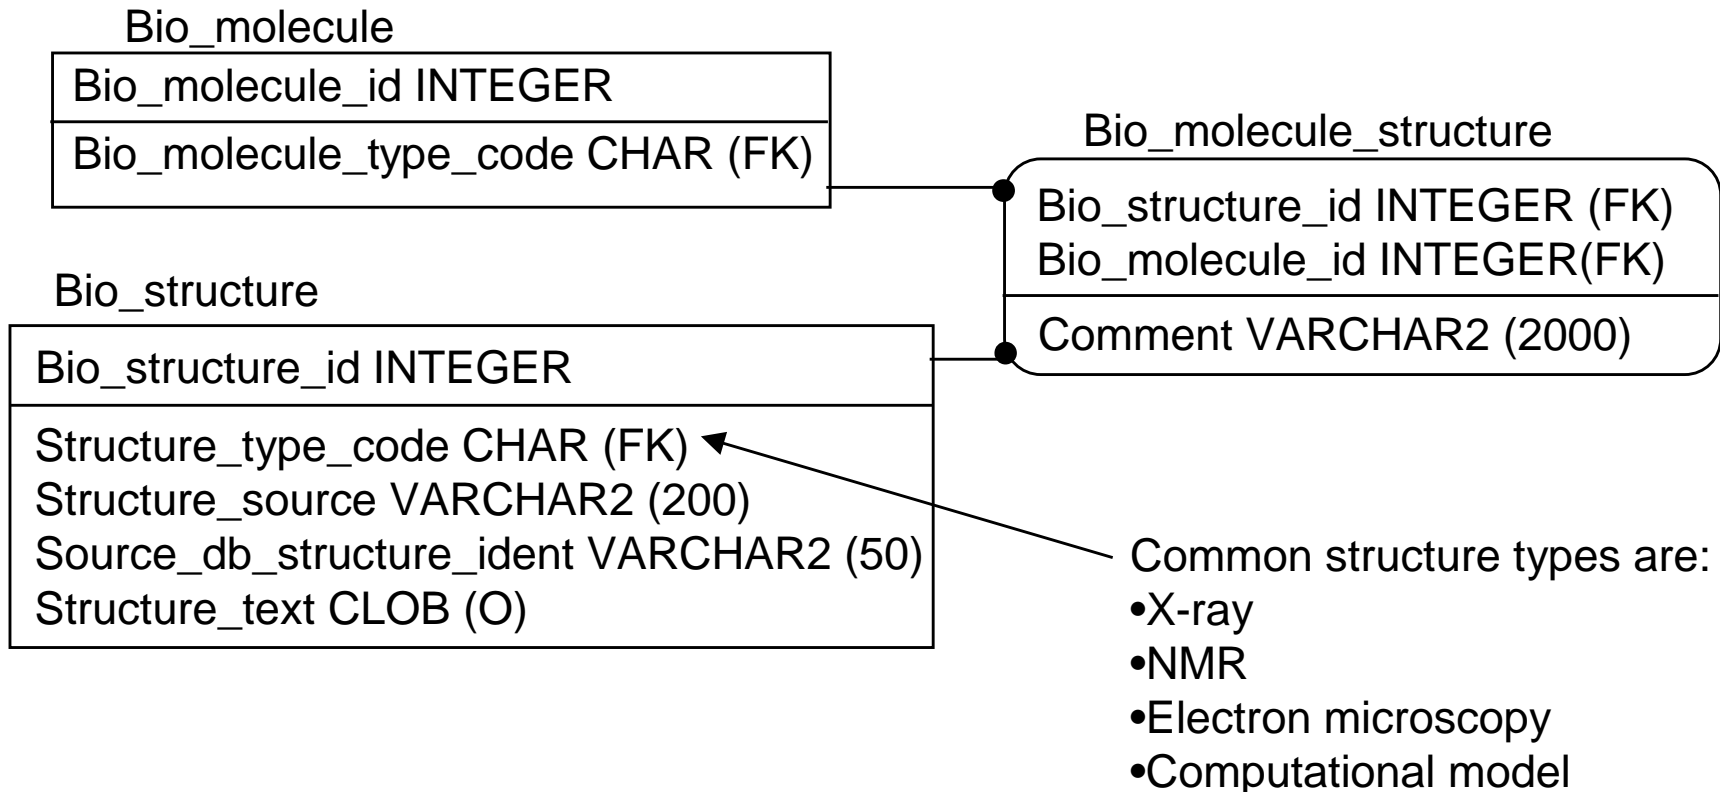 Bio_molecule
Bio_molecule_id INTEGER
Bio_molecule_type_code CHAR (FK)
Bio_molecule_structure
Bio_structure_id INTEGER (FK)
Bio_molecule_id INTEGER(FK)
Comment VARCHAR2 (2000)
Bio_structure
Bio_structure_id INTEGER
Structure_type_code CHAR (FK)
Structure_source VARCHAR2 (200)
Source_db_structure_ident VARCHAR2 (50)
Structure_text CLOB (O)
Common structure types are:
•X-ray
•NMR
•Electron microscopy
•Computational model